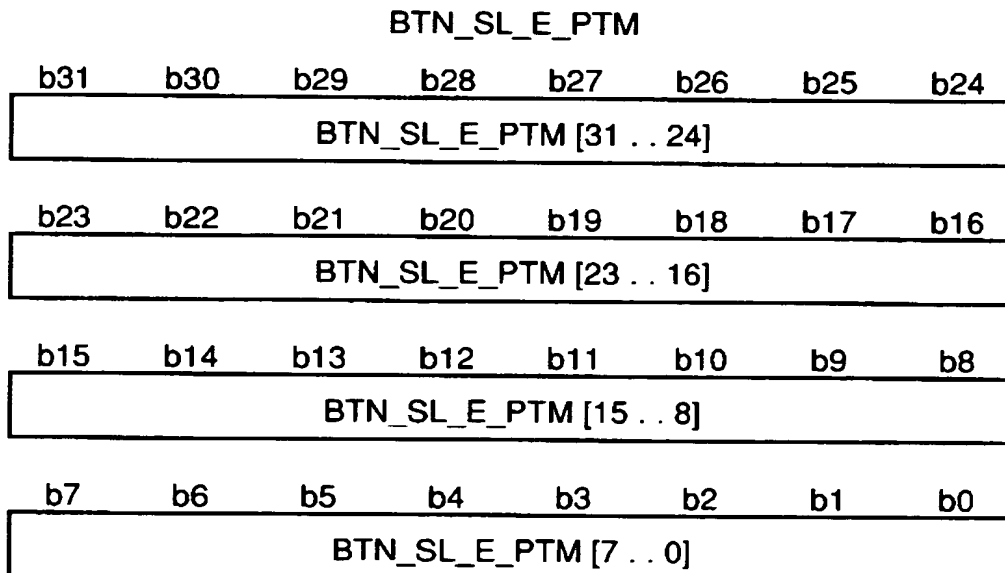 BTN_SL_E_PTM
b31 b30 b29 b28 b27 b26 b25 b24
BTN_SL_E_PTM [31 . . 24]
b23 b22 b21 b20 b19 b18 b17 b16
BTN_SL_E_PTM [23 . . 16]
b15 b14 b13 b12 b11 b10 b9 b8
BTN_SL_E_PTM [15 . . 8]
b7 b6 b5 b4 b3 b2 b1 b0
BTN_SL_E_PTM [7 . . 0]